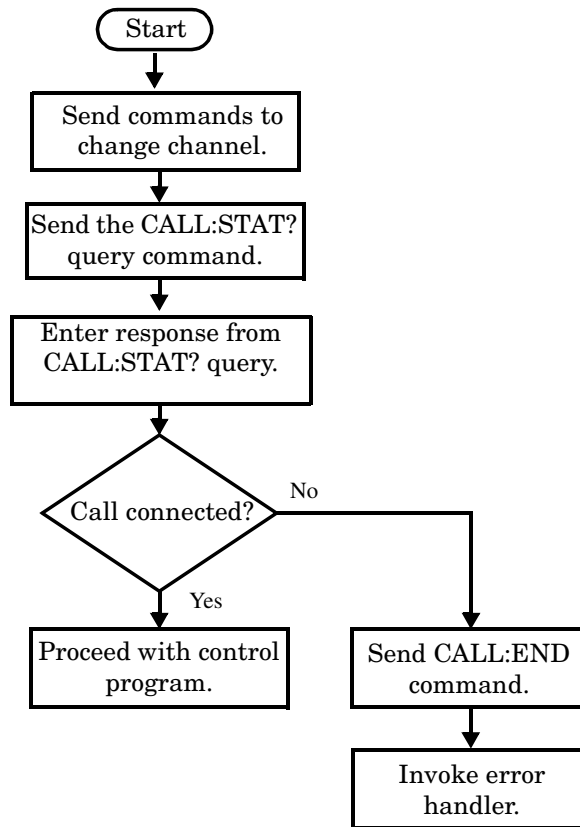 Start
Send commands to
change channel.
Send the CALL:STAT?
query command.
Enter response from
CALL:STAT? query.
Call connected?
No
Yes
Proceed with control
program.
Send CALL:END
command.
Invoke error
handler.